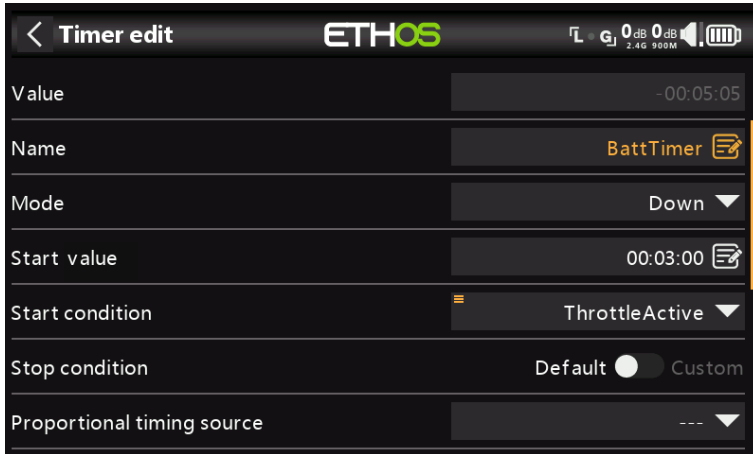 Timer edit
ETHOS
L G 0dB 0dB
2.4G 900M
Value -00:05:05
Name BattTimer
Mode Down
Start value 00:03:00
Start condition ThrottleActive
Stop condition Default Custom
Proportional timing source ---